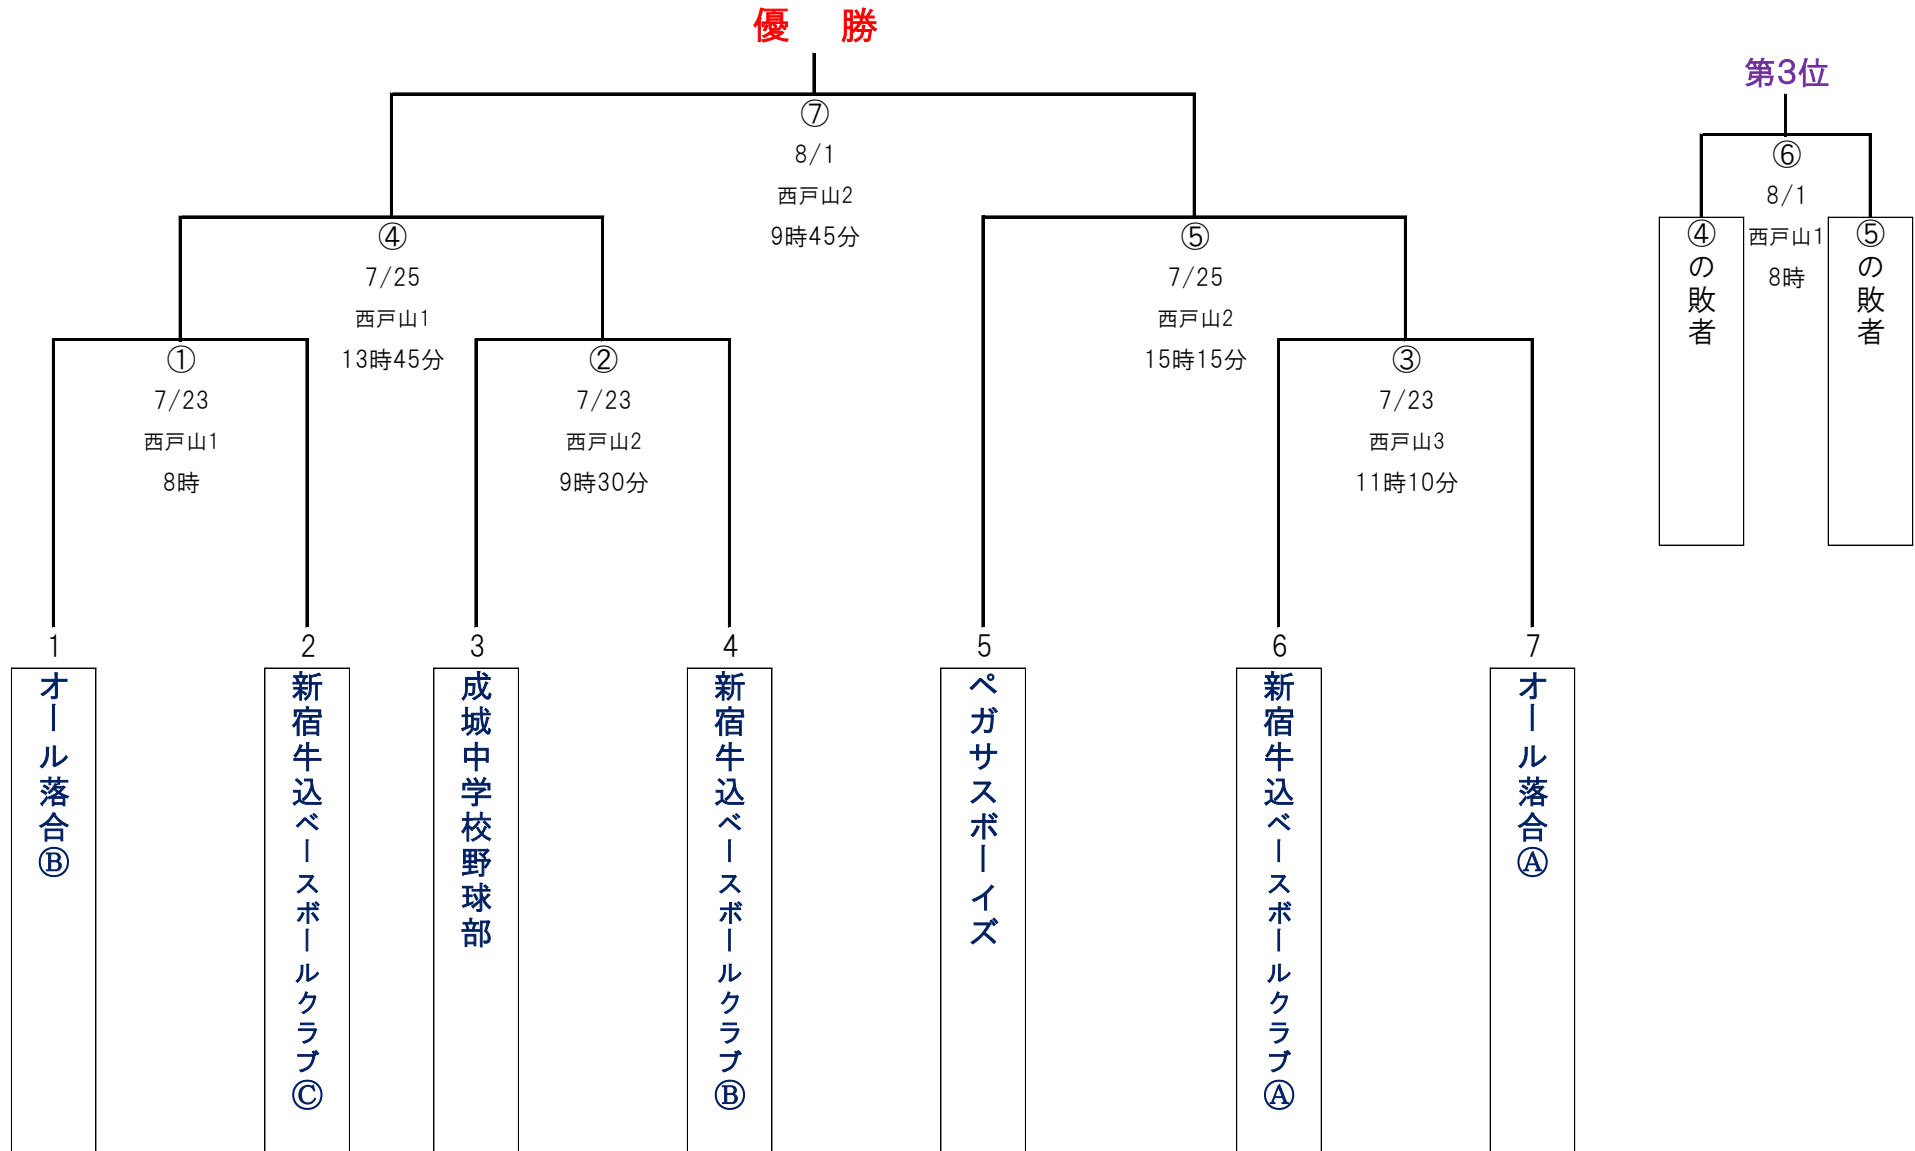 優　勝
第3位
⑦
8/1
西戸山2
9時45分
⑥
8/1
西戸山1
8時
④の敗者
⑤の敗者
④
7/25
西戸山1
13時45分
⑤
7/25
西戸山2
15時15分
①
7/23
西戸山1
8時
②
7/23
西戸山2
9時30分
③
7/23
西戸山3
11時10分
1
2
3
4
5
6
7
オール落合Ⓑ
新宿牛込ベースボールクラブⒸ
成城中学校野球部
新宿牛込ベースボールクラブⒷ
ペガサスボーイズ
新宿牛込ベースボールクラブⒶ
オール落合Ⓐ